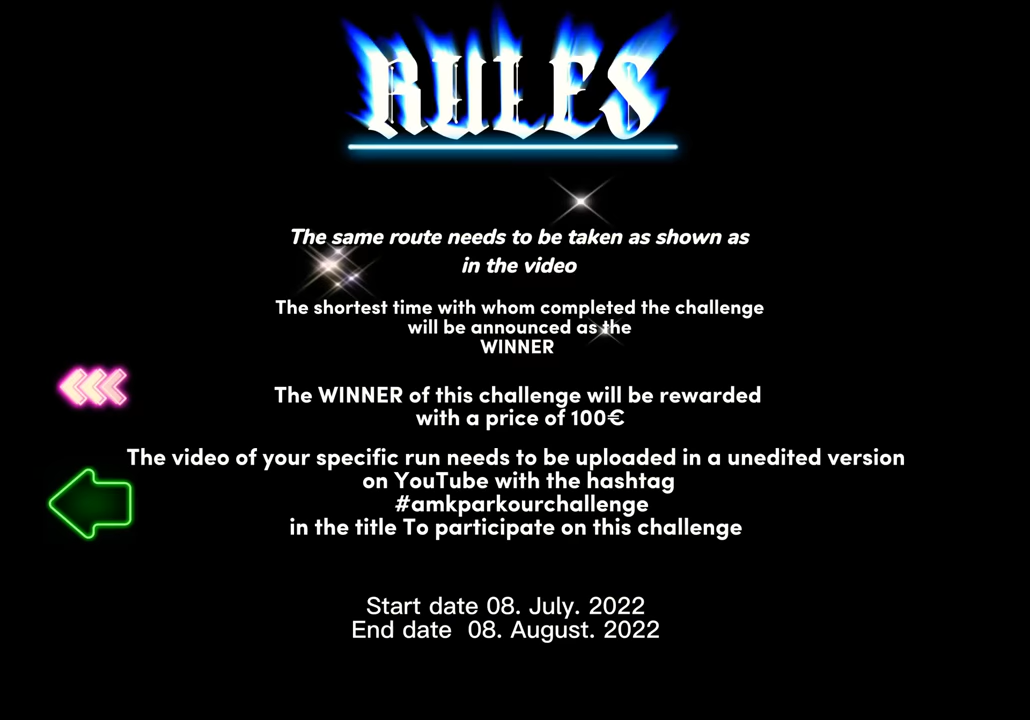 RULES
The same route needs to be taken as shown as
in the video
The shortest time with whom completed the challenge
will be announced as the
WINNER
The WINNER of this challenge will be rewarded
with a price of 100€
The video of your specific run needs to be uploaded in a unedited version
on YouTube with the hashtag
#amkparkourchallenge
in the title To participate on this challenge
Start date 08. July. 2022
End date 08. August. 2022